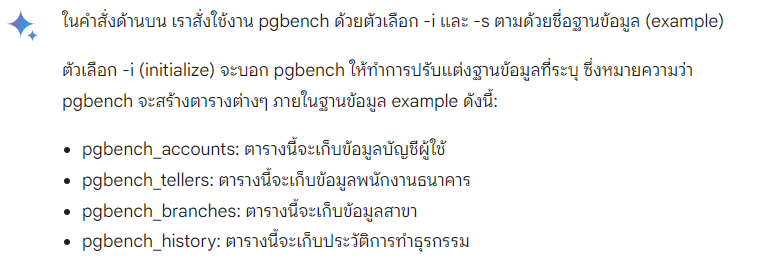 ในคำสั่งด้านบน เราสั่งใช้งาน pgbench ด้วยตัวเลือก -i และ -s ตามด้วยชื่อฐานข้อมูล (example)
ตัวเลือก -i (initialize) จะบอก pgbench ให้ทำการปรับแต่งฐานข้อมูลที่ระบุ ซึ่งหมายความว่า
pgbench จะสร้างตารางต่างๆ ภายในฐานข้อมูล example ดังนี้:
• pgbench_accounts: ตารางนี้จะเก็บข้อมูลบัญชีผู้ใช้
• pgbench_tellers: ตารางนี้จะเก็บข้อมูลพนักงานธนาคาร
• pgbench_branches: ตารางนี้จะเก็บข้อมูลสาขา
• pgbench_history: ตารางนี้จะเก็บประวัติการทำธุรกรรม